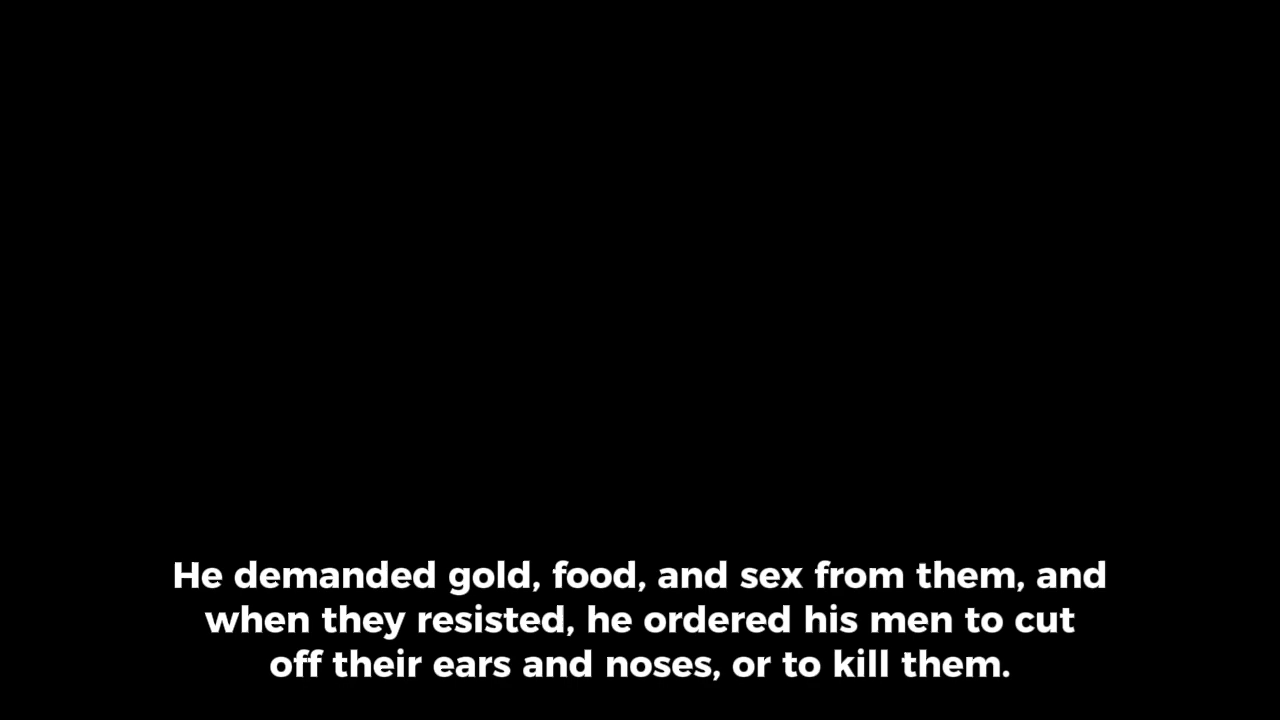 He demanded gold, food, and sex from them, and
when they resisted, he ordered his men to cut
off their ears and noses, or to kill them.